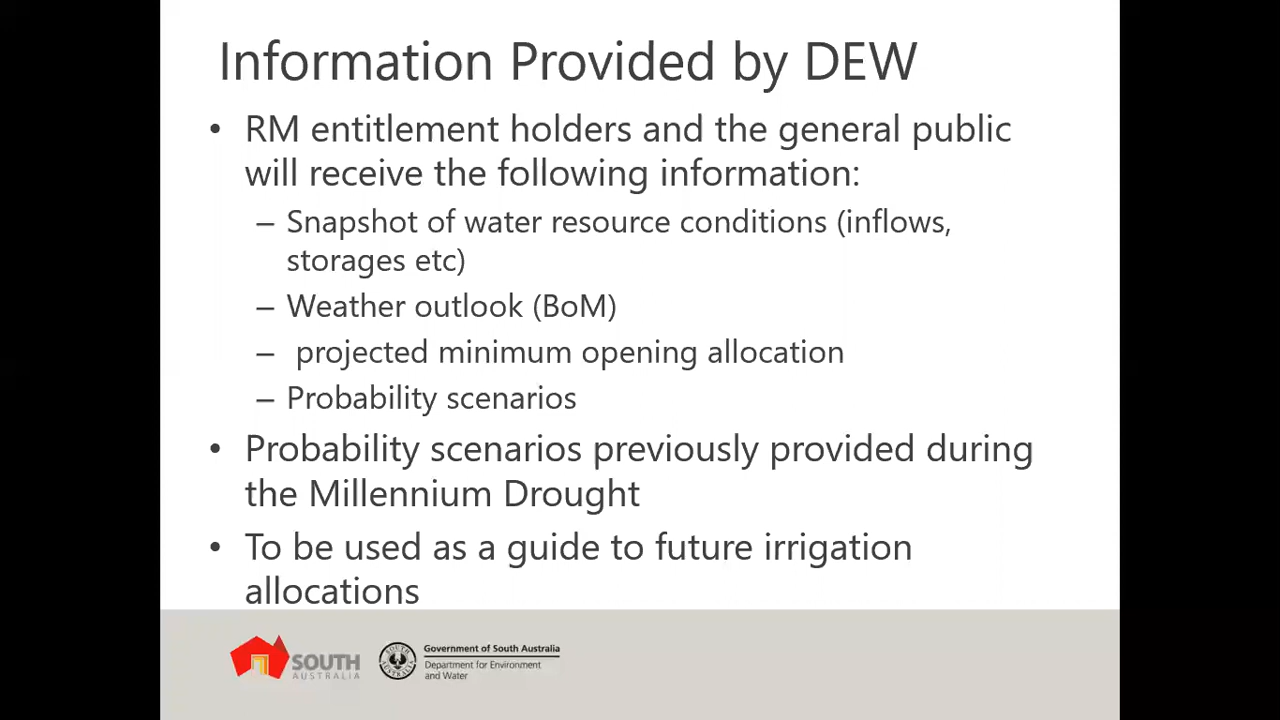 Information Provided by DEW
• RM entitlement holders and the general public
will receive the following information:
– Snapshot of water resource conditions (inflows,
storages etc)
– Weather outlook (BoM)
– projected minimum opening allocation
– Probability scenarios
• Probability scenarios previously provided during
the Millennium Drought
• To be used as a guide to future irrigation
allocations
SOUTH
AUSTRALIA
SOUTH
AUSTRALIA
Government of South Australia
Department for Environment
and Water